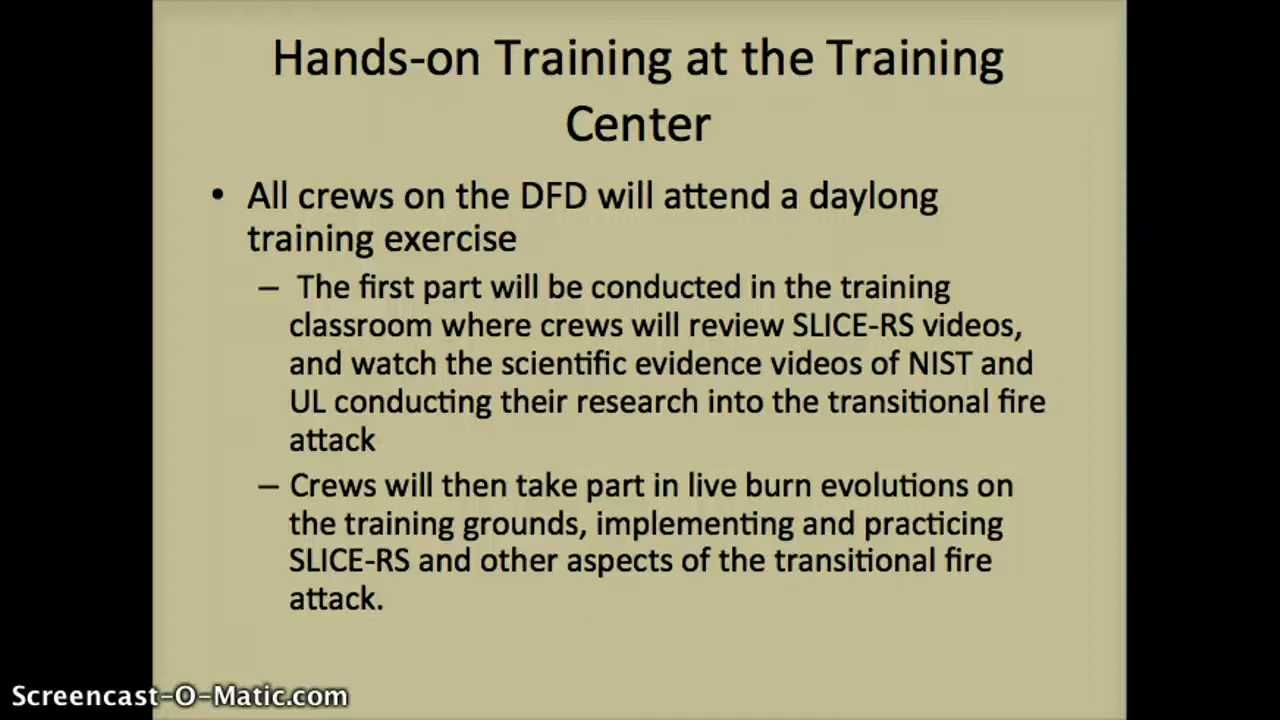 Hands-on Training at the Training
Center
• All crews on the DFD will attend a daylong
training exercise
– The first part will be conducted in the training
classroom where crews will review SLICE-RS videos,
and watch the scientific evidence videos of NIST and
UL conducting their research into the transitional fire
attack
– Crews will then take part in live burn evolutions on
the training grounds, implementing and practicing
SLICE-RS and other aspects of the transitional fire
attack.
Screencast-O-Matic.com